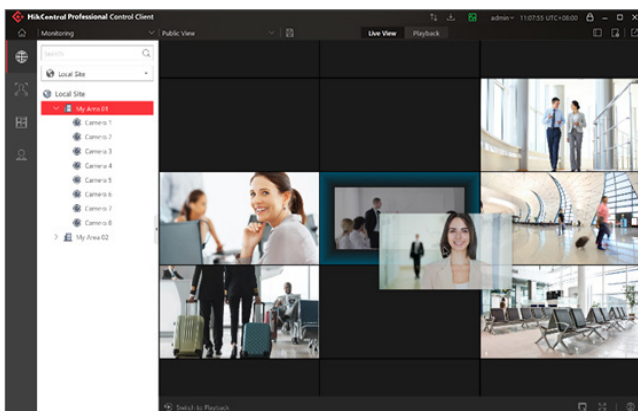 HikCentral Professional Control Client
admin 11:07:55 UTC+08:00
Monitoring
Public View
Live View
Playback
Search
Local Site
Local Site
My Area 01
Camera 1
Camera 2
Camera 3
Camera 4
Camera 5
Camera 6
Camera 7
Camera 8
My Area 02
Switch to Playback